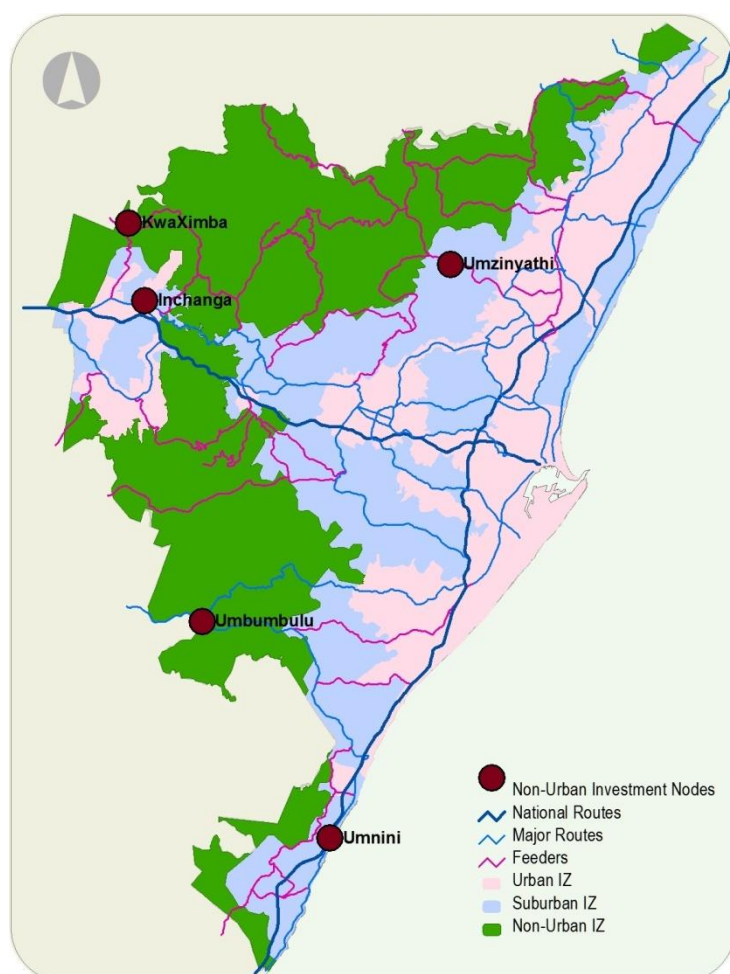 KwaXimba
Umzinyathi
Inchanga
Umbumbulu
Umnini
Non-Urban Investment Nodes
National Routes
Major Routes
Feeders
Urban IZ
Suburban IZ
Non-Urban IZ